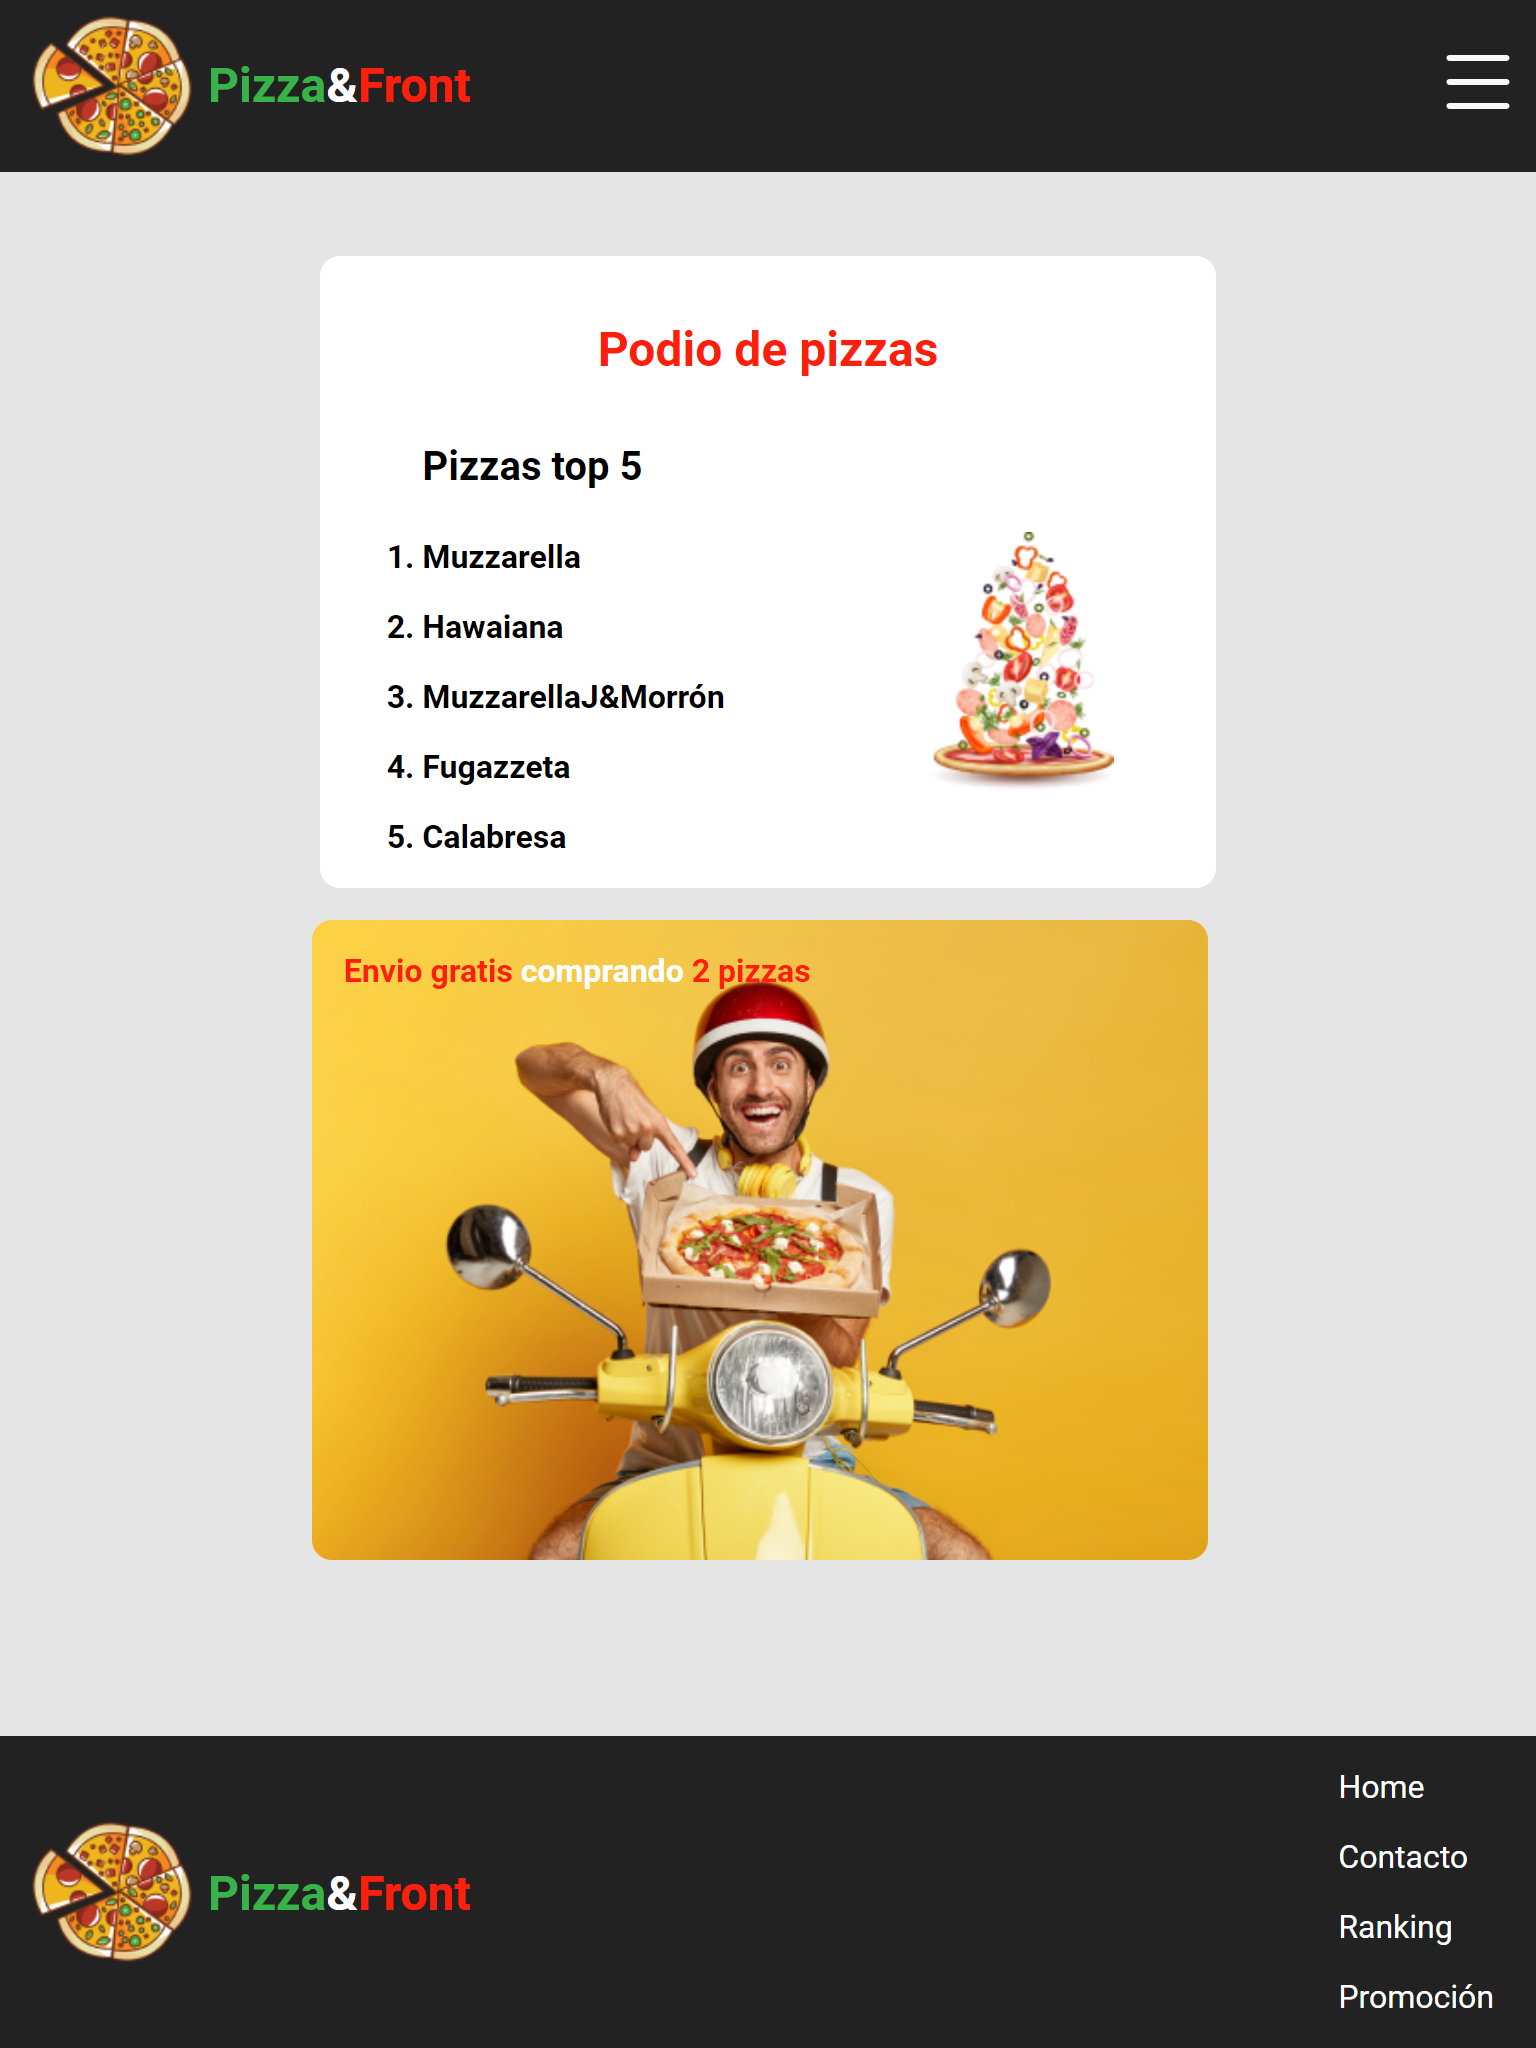 Pizza&Front
Podio de pizzas
Pizzas top 5
1. Muzzarella
2. Hawaiana
3. MuzzarellaJ&Morrón
4. Fugazzeta
5. Calabresa
Envio gratis comprando 2 pizzas
Pizza&Front
Home
Contacto
Ranking
Promoción